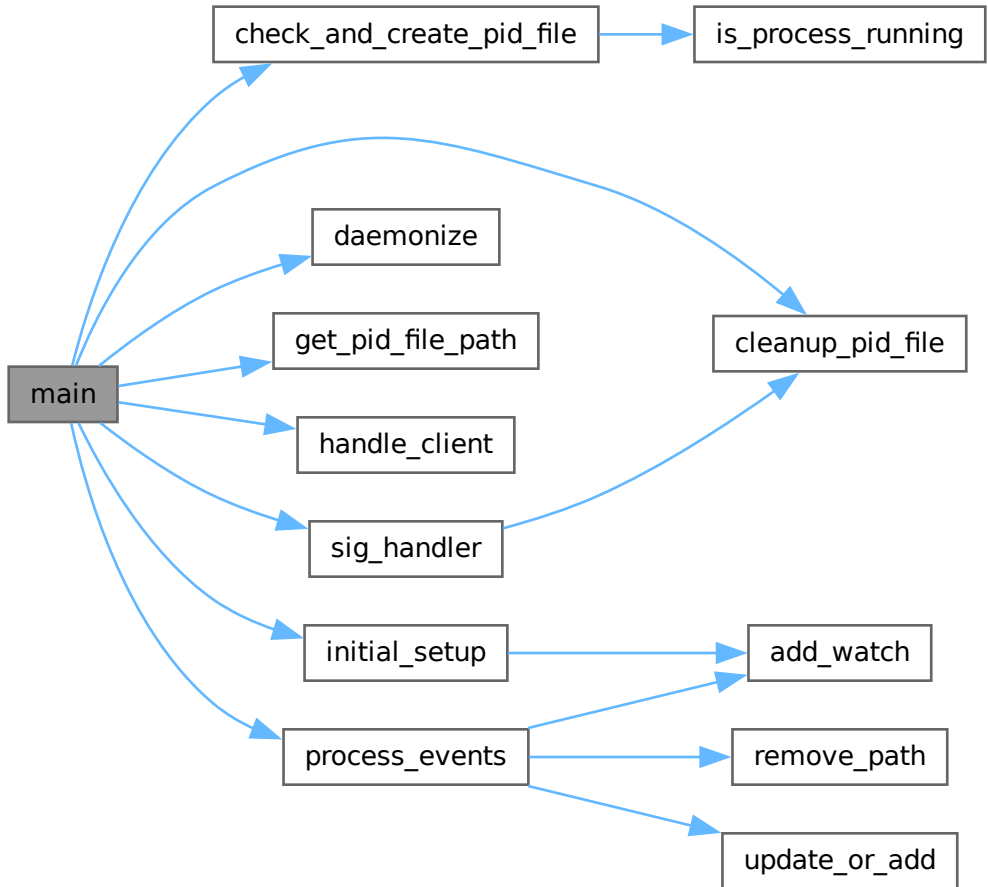 check_and_create_pid_file
is_process_running
daemonize
get_pid_file_path
cleanup_pid_file
main
handle_client
sig_handler
initial_setup
add_watch
process_events
remove_path
update_or_add